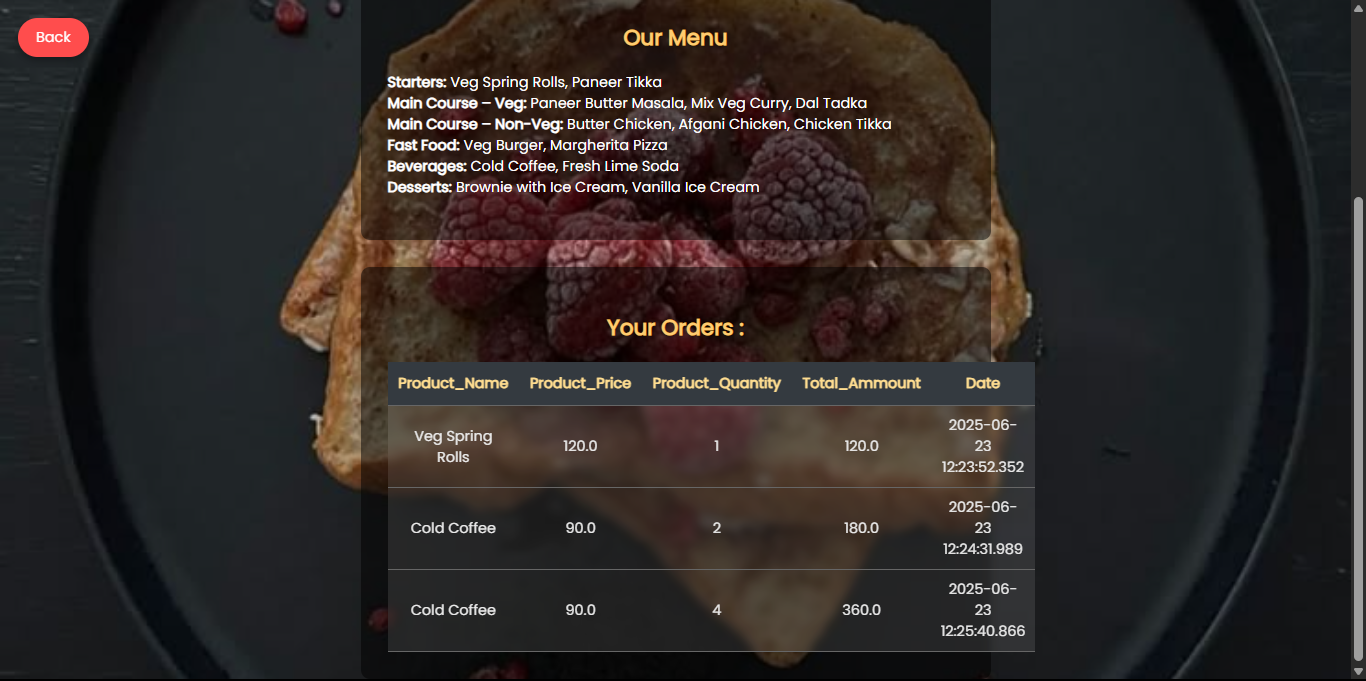 Back
Our Menu
Starters: Veg Spring Rolls, Paneer Tikka
Main Course – Veg: Paneer Butter Masala, Mix Veg Curry, Dal Tadka
Main Course – Non-Veg: Butter Chicken, Afgani Chicken, Chicken Tikka
Fast Food: Veg Burger, Margherita Pizza
Beverages: Cold Coffee, Fresh Lime Soda
Desserts: Brownie with Ice Cream, Vanilla Ice Cream
Your Orders :
Product_Name Product_Price Product_Quantity Total_Ammount Date
Veg Spring
Rolls
120.0 1 120.0
2025-06-
23
12:23:52.352
Cold Coffee 90.0 2 180.0
2025-06-
23
12:24:31.989
Cold Coffee 90.0 4 360.0
2025-06-
23
12:25:40.866